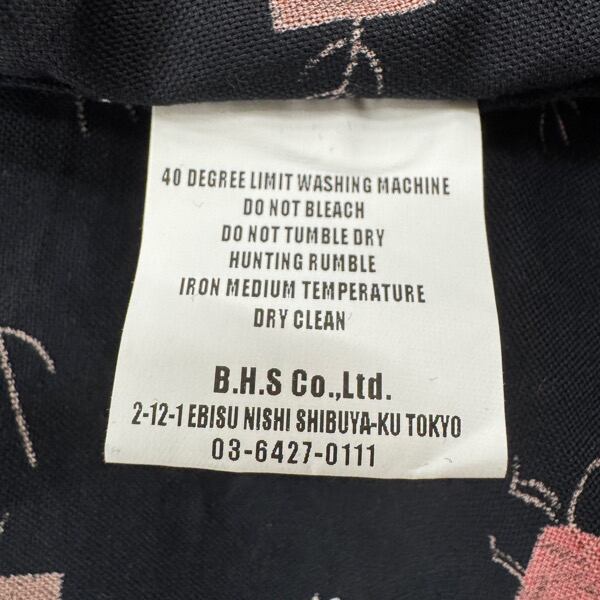 40 DEGREE LIMIT WASHING MACHINE
DO NOT BLEACH
DO NOT TUMBLE DRY
HUNTING RUMBLE
IRON MEDIUM TEMPERATURE
DRY CLEAN
B.H.S Co.,Ltd.
2-12-1 EBISU NISHI SHIBUYA-KU TOKYO
03-6427-0111